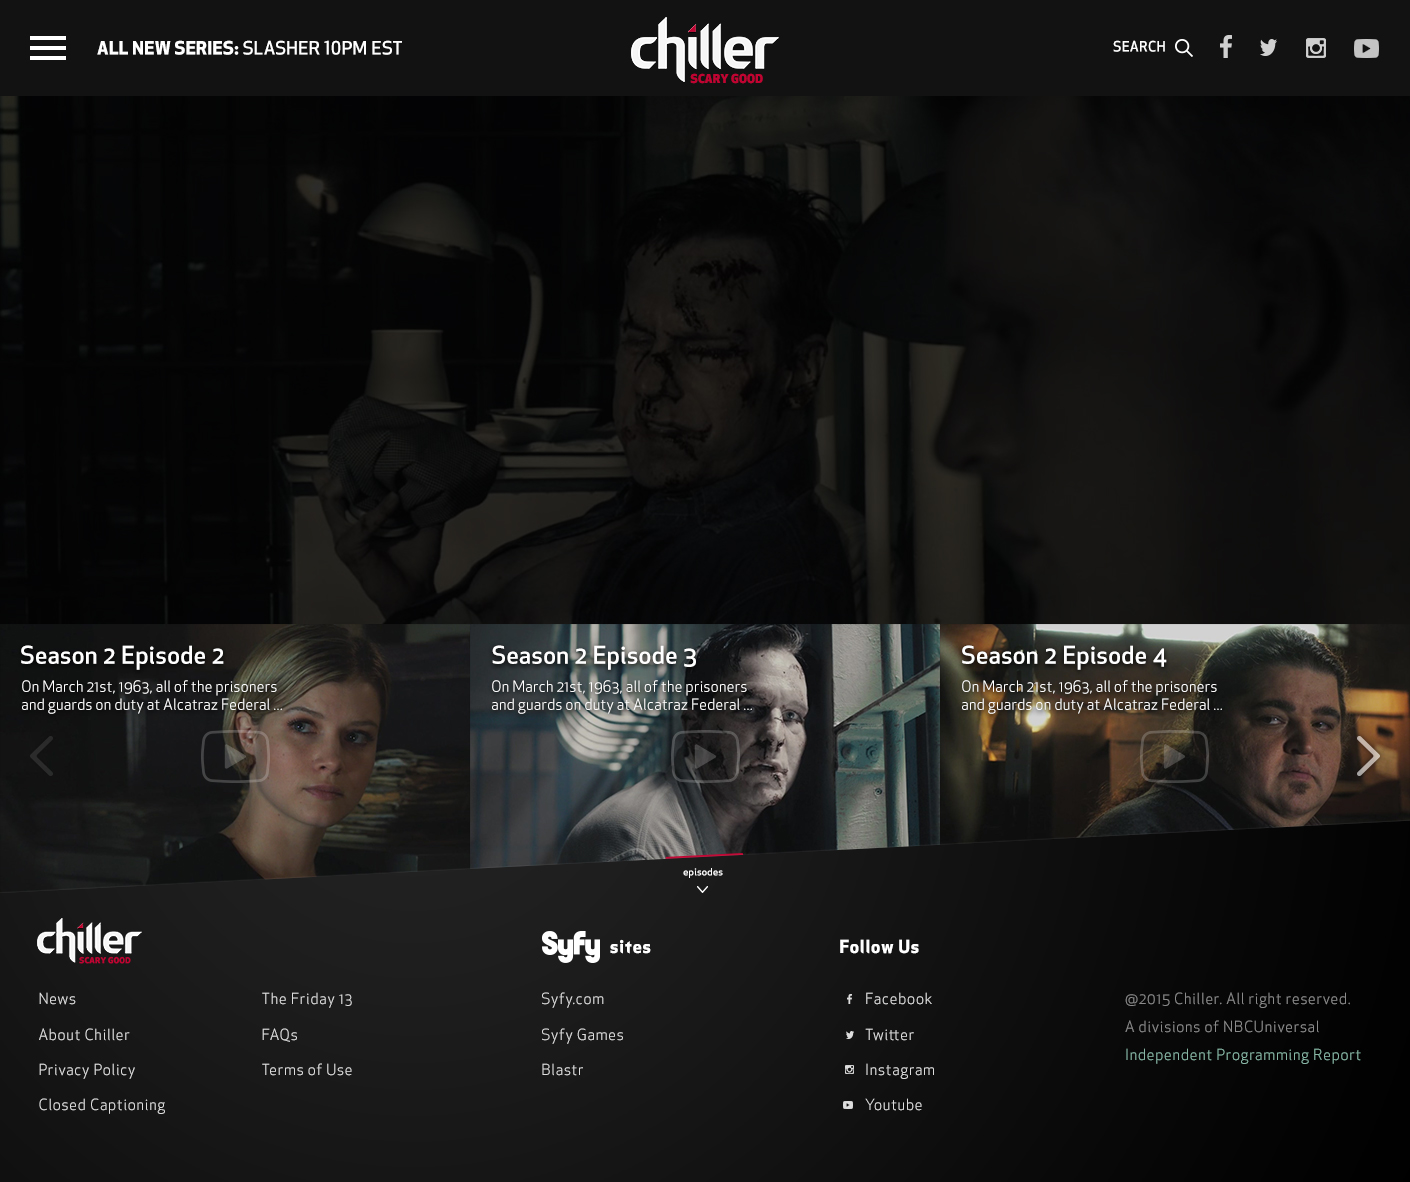 ALL NEW SERIES: SLASHER 10PM EST
chiller
SCARY GOOD
SEARCH
Season 2 Episode 2
On March 21st, 1963, all of the prisoners
and guards on duty at Alcatraz Federal ...
Season 2 Episode 3
On March 21st, 1963, all of the prisoners
and guards on duty at Alcatraz Federal ...
Season 2 Episode 4
On March 21st, 1963, all of the prisoners
and guards on duty at Alcatraz Federal ...
episodes
chiller
SCARY GOOD
News
About Chiller
Privacy Policy
Closed Captioning
The Friday 13
FAQs
Terms of Use
Syfy sites
Syfy.com
Syfy Games
Blastr
Follow Us
Facebook
Twitter
Instagram
Youtube
@2015 Chiller. All right reserved.
A divisions of NBCUniversal
Independent Programming Report